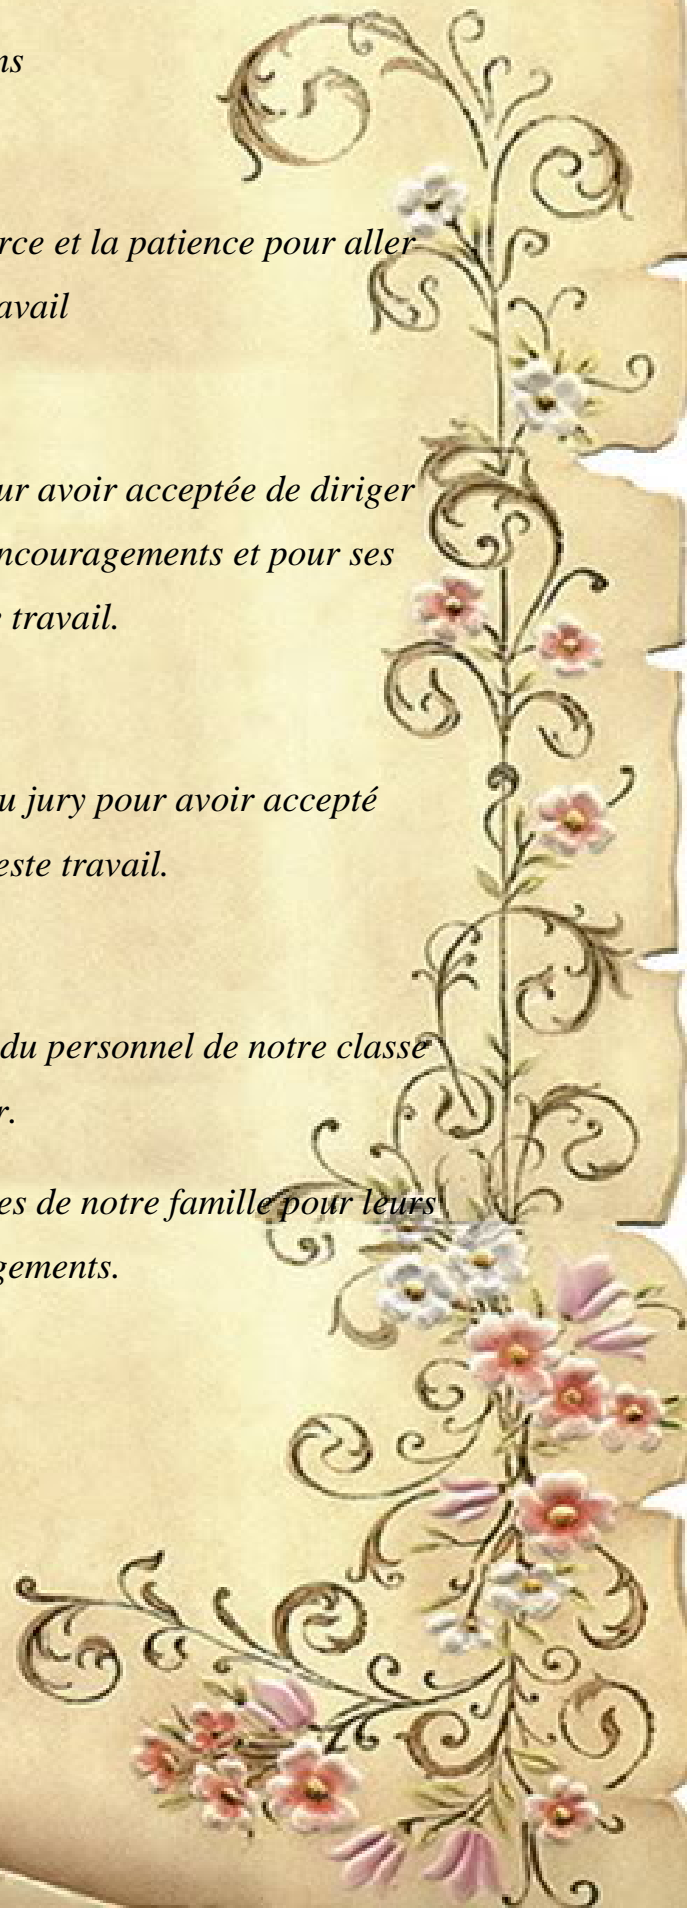 ns
rce et la patience pour aller
avail
ur avoir acceptée de diriger
ncouragements et pour ses
e travail.
u jury pour avoir accepté
este travail.
du personnel de notre classe
r.
es de notre famille pour leurs
gements.